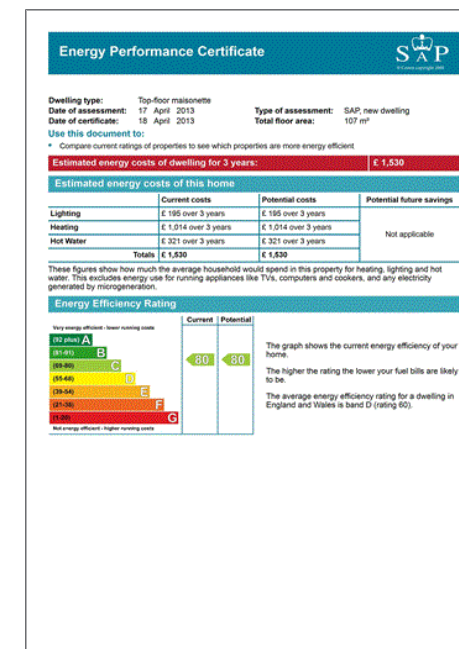 Energy Performance Certificate
SAP
© Crown copyright 2009
Dwelling type: Top-floor maisonette
Date of assessment: 17 April 2013 Type of assessment: SAP, new dwelling
Date of certificate: 18 April 2013 Total floor area: 107 m²
Use this document to:
• Compare current ratings of properties to see which properties are more energy efficient
Estimated energy costs of dwelling for 3 years: £ 1,530
Estimated energy costs of this home
Current costs Potential costs Potential future savings
Lighting £ 195 over 3 years £ 195 over 3 years
Heating £ 1,014 over 3 years £ 1,014 over 3 years
Not applicable
Hot Water £ 321 over 3 years £ 321 over 3 years
Totals £ 1,530 £ 1,530
These figures show how much the average household would spend in this property for heating, lighting and hot
water. This excludes energy use for running appliances like TVs, computers and cookers, and any electricity
generated by microgeneration.
Energy Efficiency Rating
Current Potential
Very energy efficient - lower running costs
(92 plus) A
(81-91) B
(69-80) C
80 80
(55-68) D
(39-54) E
(21-38) F
(1-20) G
Not energy efficient - higher running costs
The graph shows the current energy efficiency of your
home.
The higher the rating the lower your fuel bills are likely
to be.
The average energy efficiency rating for a dwelling in
England and Wales is band D (rating 60).